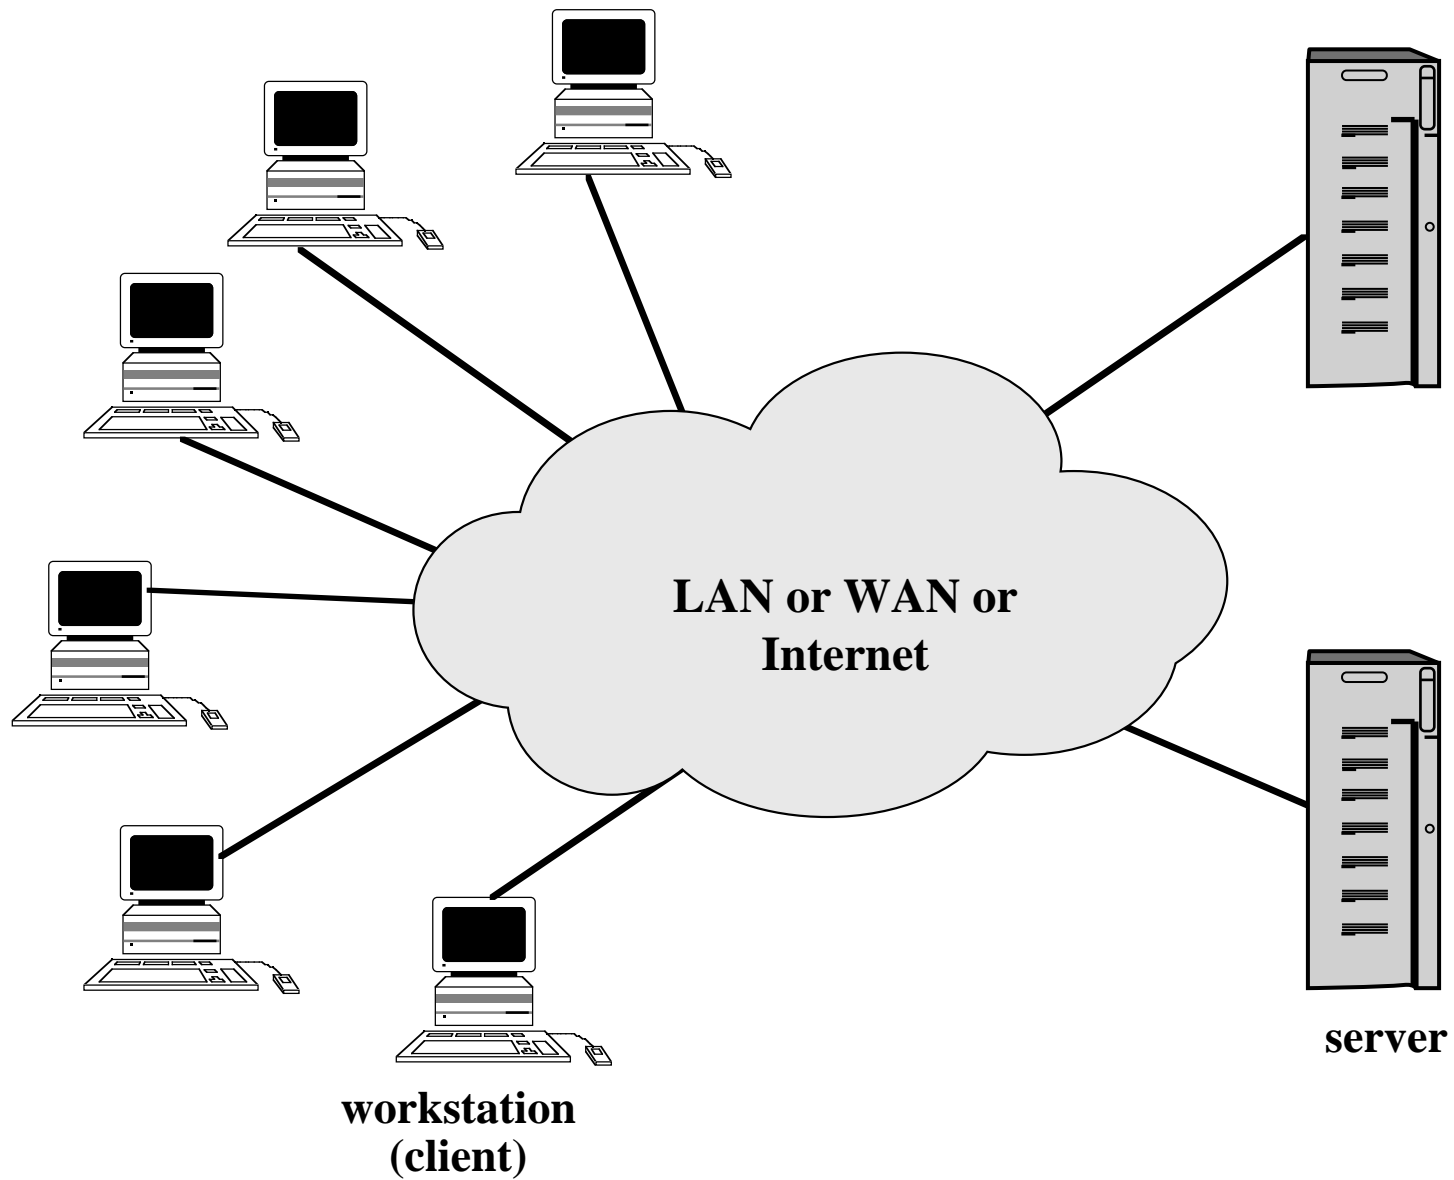 LAN or WAN or
Internet
server
workstation
(client)